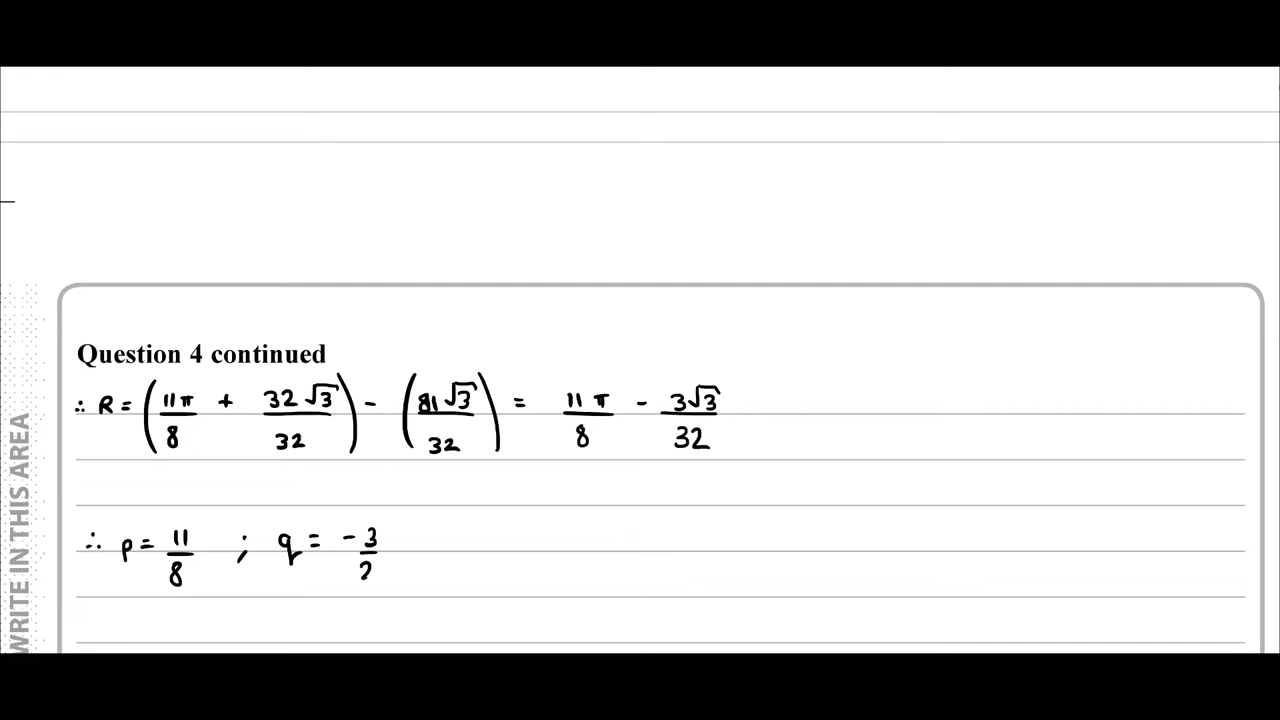 Question 4 continued
∴ R = (11π/8 + 32√3/32) - (81√3/32) = 11π/8 - 3√3/32
∴ p = 11/8 ; q = -3/2
WRITE IN THIS AREA